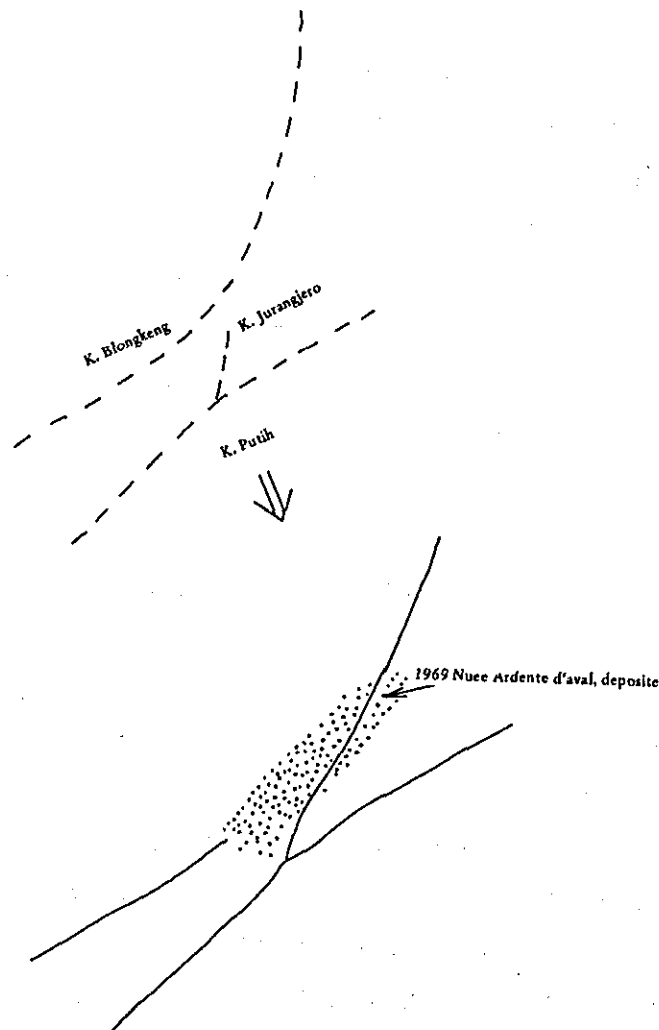 K. Blongkeng
K. Jurangjero
K. Putih
1969 Nuee Ardente d'aval, deposite